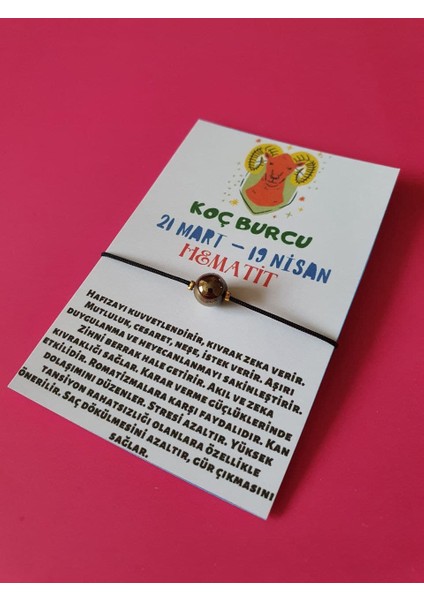 KOÇ BURCU
21 MART – 19 NİSAN
HEMATİT
HAFIZAYI KUVVETLENDİRİR, KIVRAK ZEKA VERİR.
MUTLULUK, CESARET, NEŞE, İSTEK VERİR. AŞIRI
DUYGULANMA VE HEYECANLANMAYI SAKİNLEŞTİRİR.
ZİHNİ BERRAK HALE GETİRİR. AKIL VE ZEKA
KIVRAKLIĞI SAĞLAR. KARAR VERME GÜÇLÜKLERİNDE
ETKİLİDİR. ROMATİZMALARA KARŞI FAYDALIDIR. KAN
DOLAŞIMINI DÜZENLER. STRESİ AZALTIR. YÜKSEK
TANSİYON RAHATSIZLIĞI OLANLARA ÖZELLİKLE
ÖNERİLİR. SAÇ DÖKÜLMESİNİ AZALTIR, GÜR ÇIKMASINI
SAĞLAR.